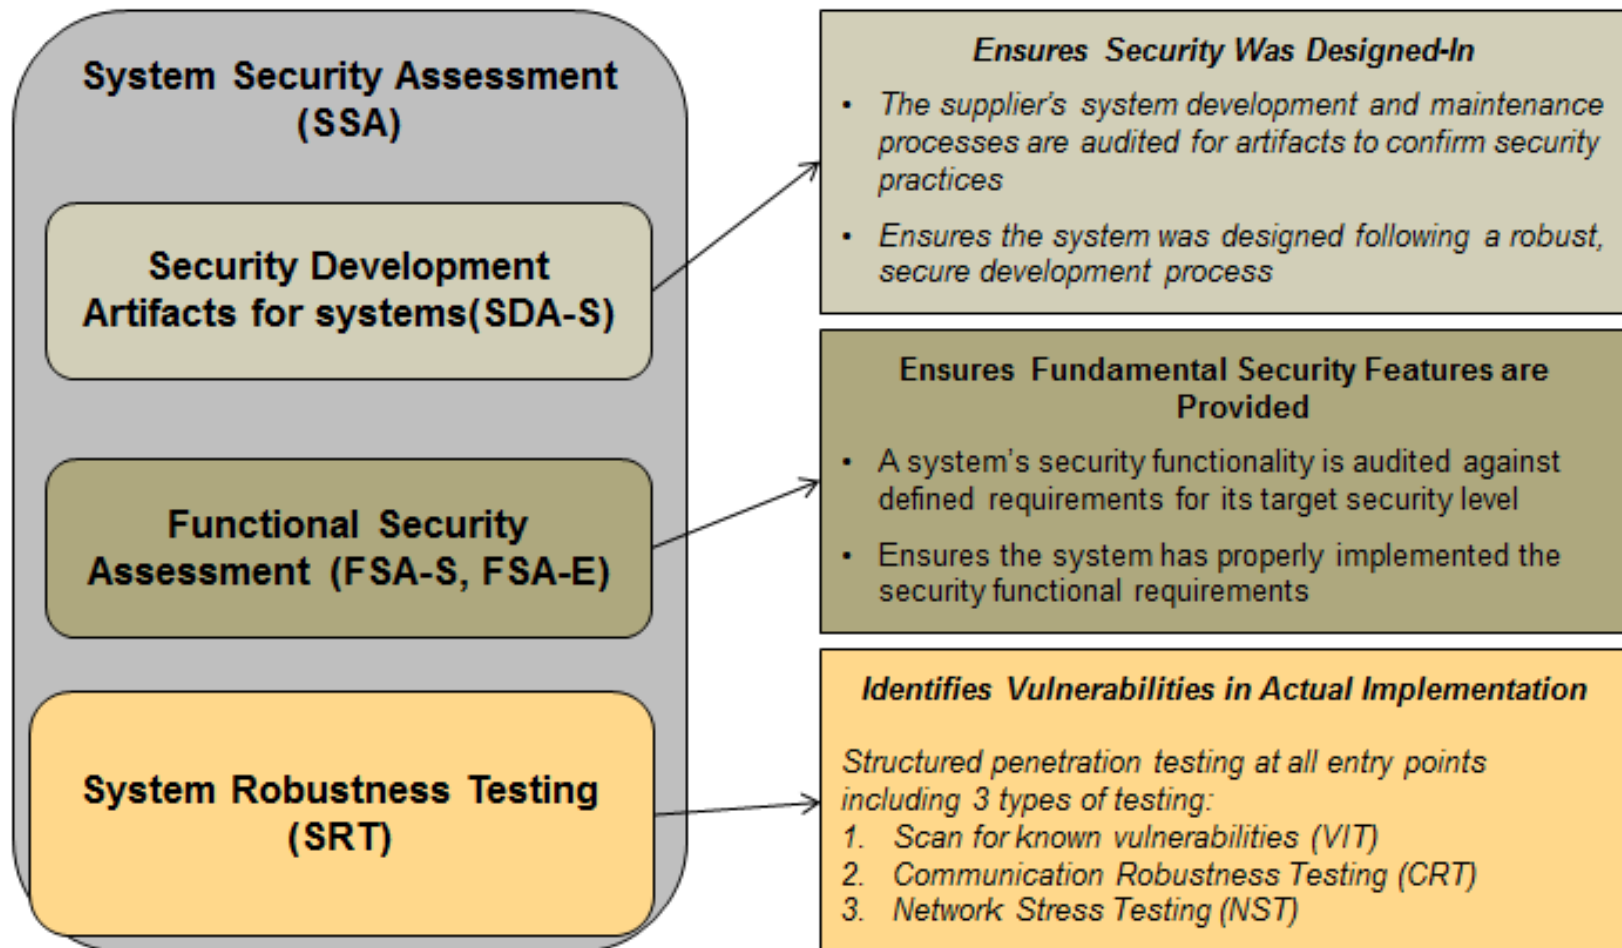 System Security Assessment
(SSA)
Security Development
Artifacts for systems(SDA-S)
Functional Security
Assessment (FSA-S, FSA-E)
System Robustness Testing
(SRT)
Ensures Security Was Designed-In
• The supplier's system development and maintenance
processes are audited for artifacts to confirm security
practices
• Ensures the system was designed following a robust,
secure development process
Ensures Fundamental Security Features are
Provided
• A system's security functionality is audited against
defined requirements for its target security level
• Ensures the system has properly implemented the
security functional requirements
Identifies Vulnerabilities in Actual Implementation
Structured penetration testing at all entry points
including 3 types of testing:
1. Scan for known vulnerabilities (VIT)
2. Communication Robustness Testing (CRT)
3. Network Stress Testing (NST)